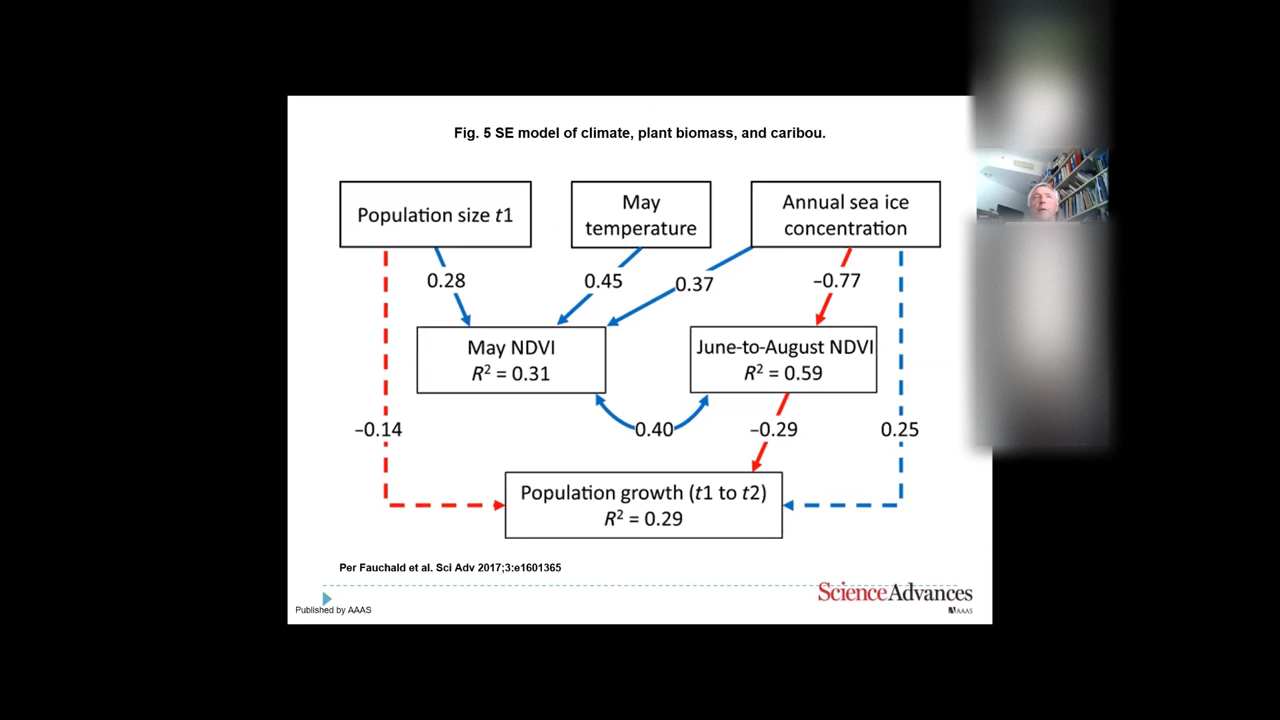 Fig. 5 SE model of climate, plant biomass, and caribou.
Population size t1
May
temperature
Annual sea ice
concentration
0.28
0.45
0.37
−0.77
May NDVI
R² = 0.31
June-to-August NDVI
R² = 0.59
−0.14
0.40
−0.29
0.25
Population growth (t1 to t2)
R² = 0.29
Per Fauchald et al. Sci Adv 2017;3:e1601365
Published by AAAS
ScienceAdvances
AAAS